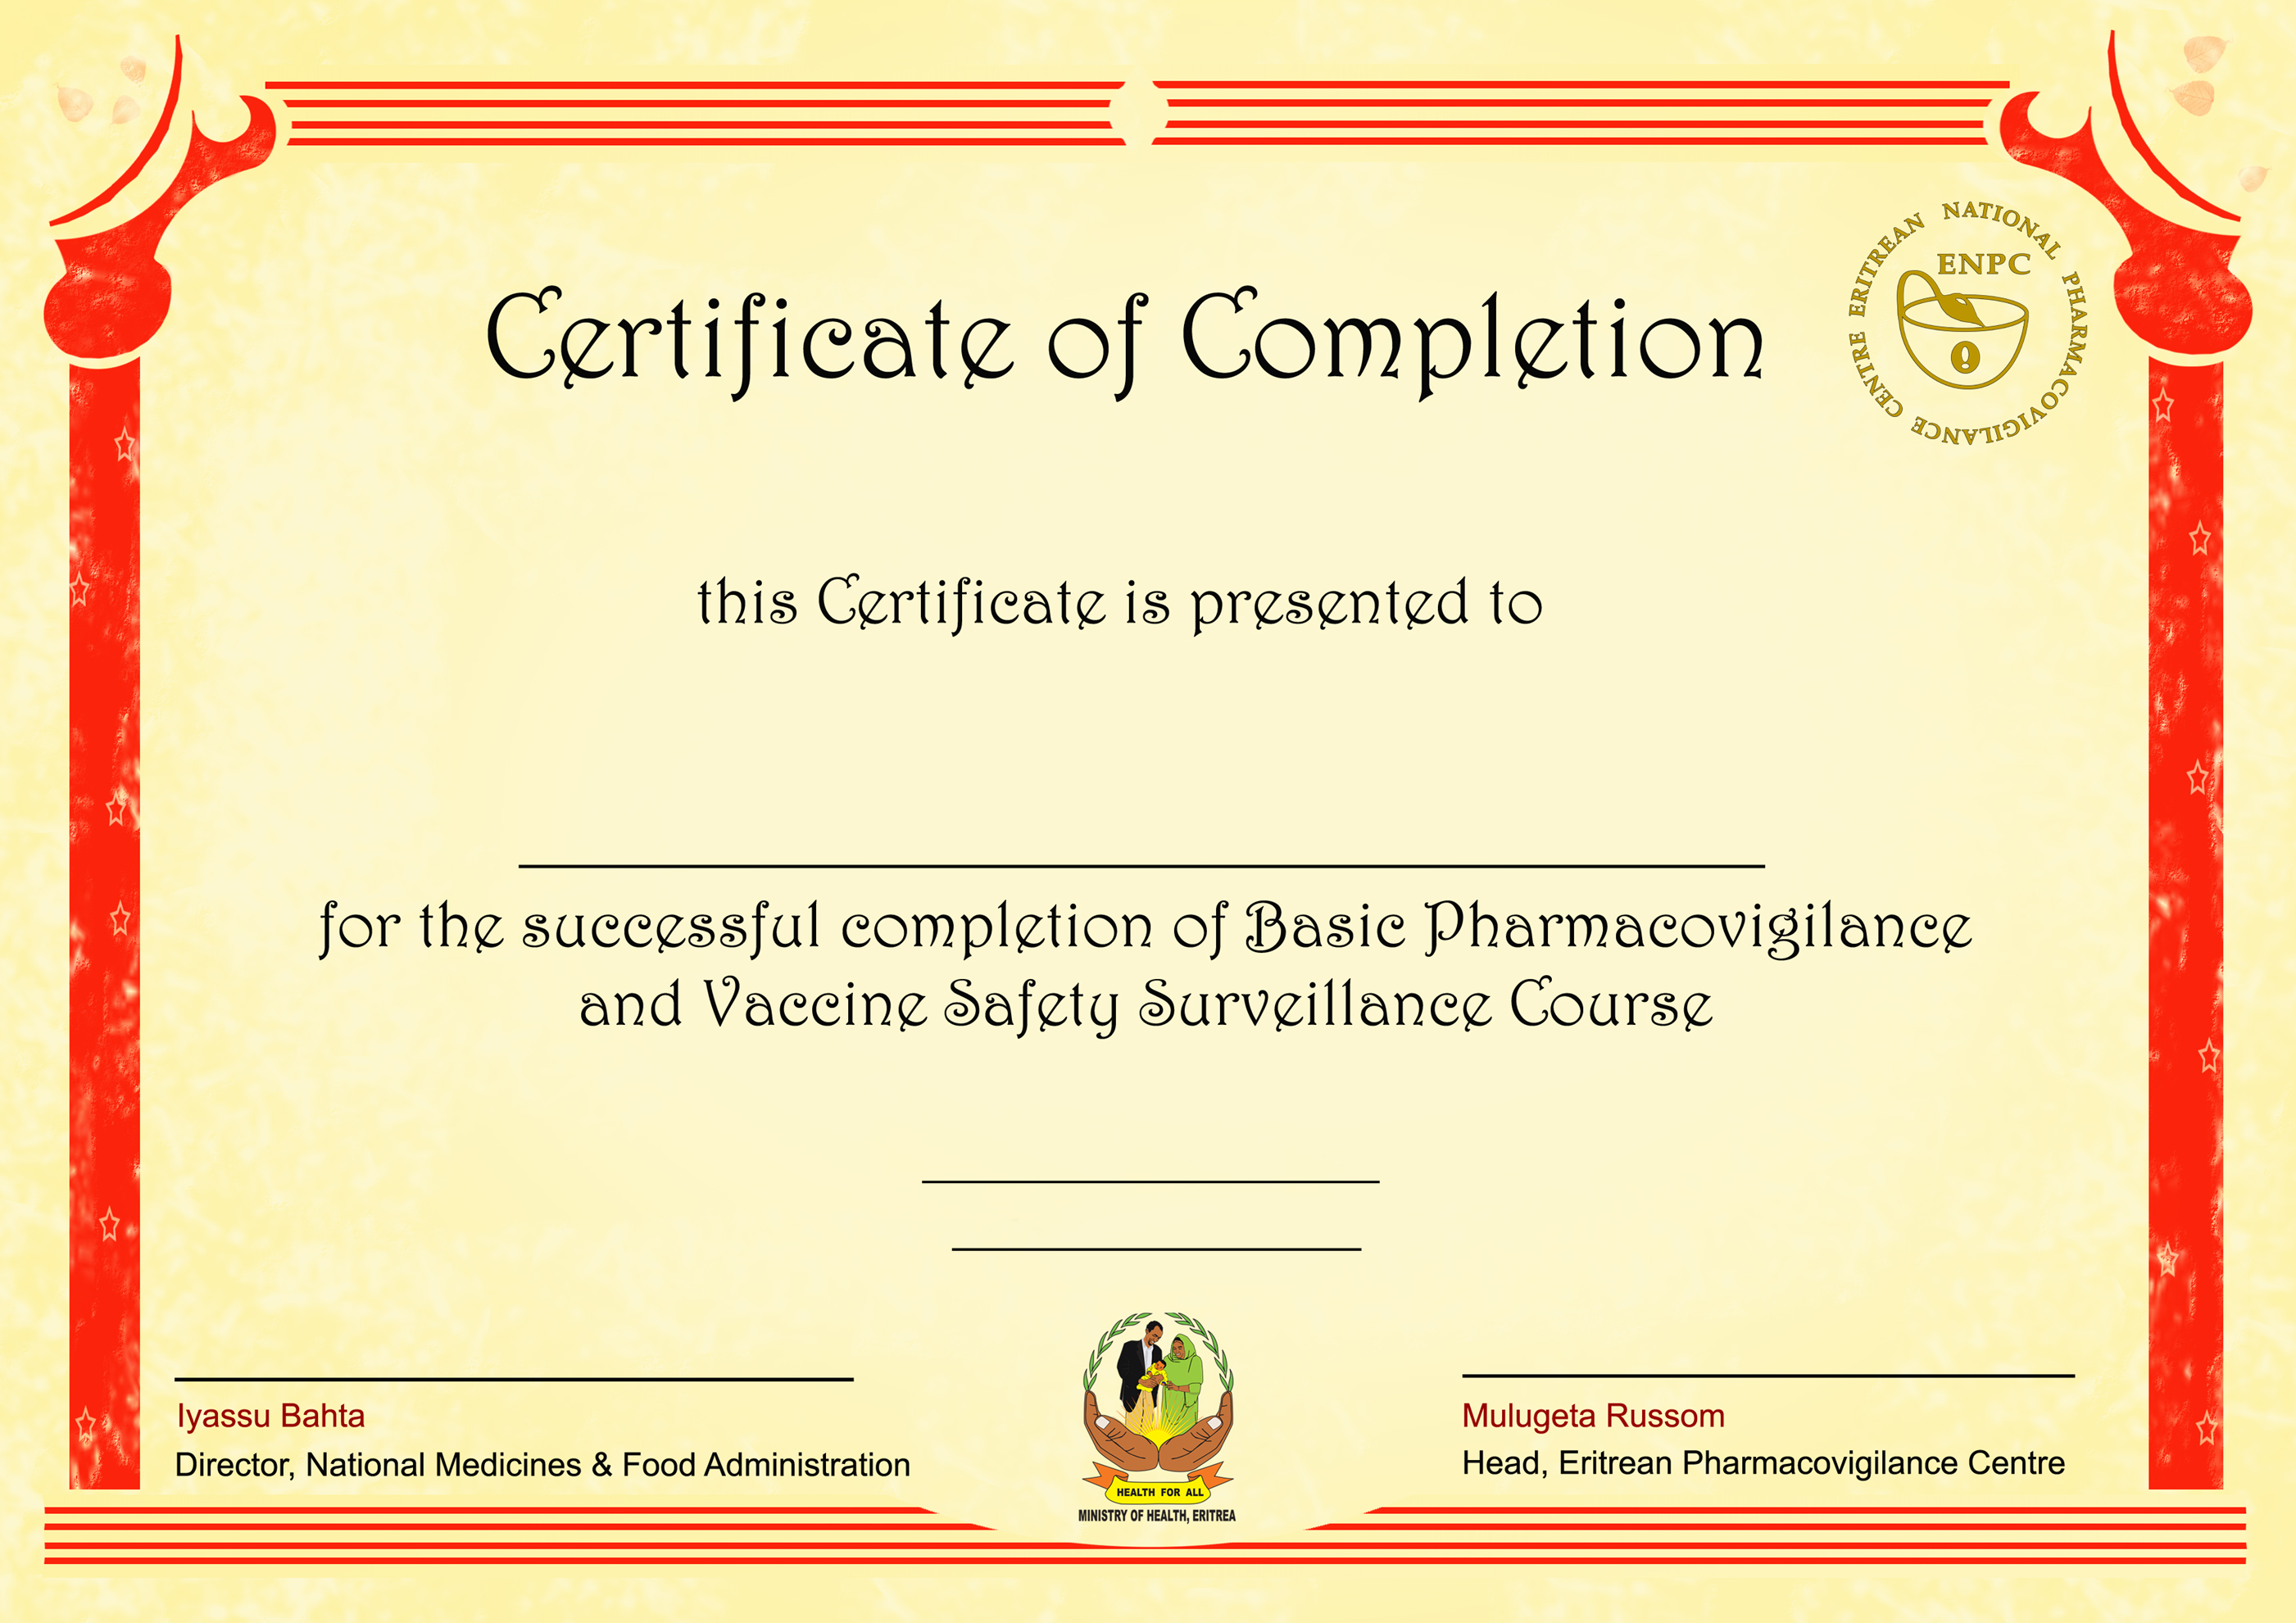 Certificate of Completion
ERITREAN NATIONAL PHARMACOVIGILANCE CENTRE
ENPC
this Certificate is presented to
for the successful completion of Basic Pharmacovigilance
and Vaccine Safety Surveillance Course
Iyassu Bahta
Director, National Medicines & Food Administration
HEALTH FOR ALL
MINISTRY OF HEALTH, ERITREA
Mulugeta Russom
Head, Eritrean Pharmacovigilance Centre